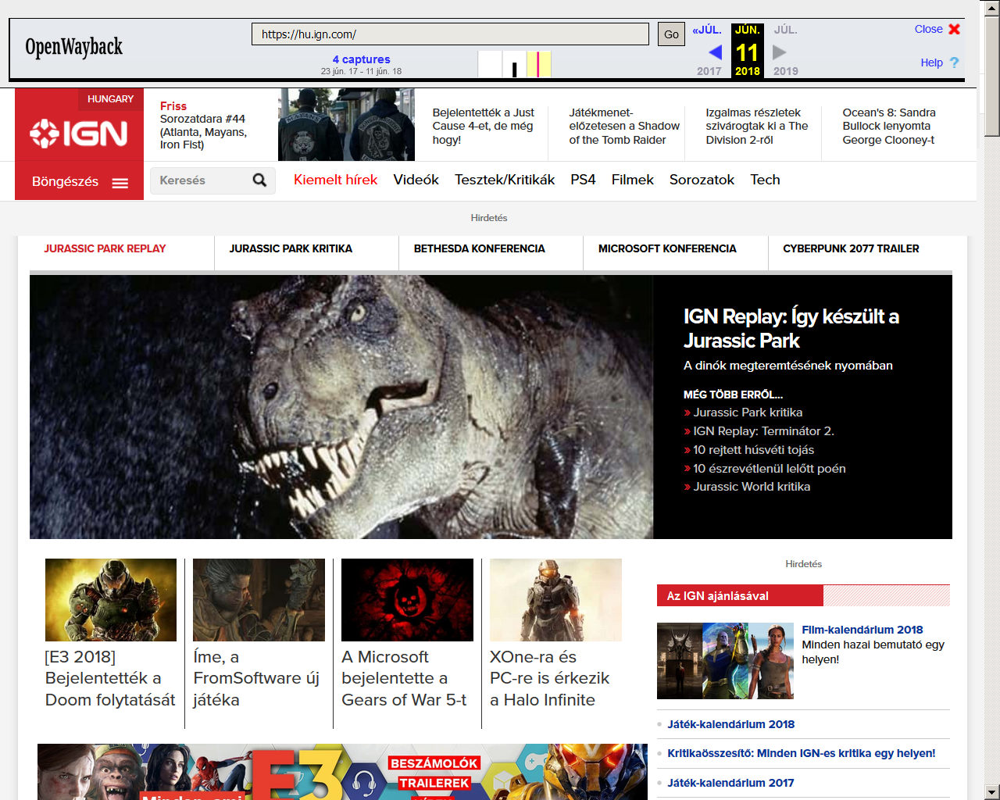 OpenWayback
https://hu.ign.com/
Go
4 captures
23 jún. 17 - 11 jún. 18
«JÚL.
JÚN.
JÚL.
11
2017
2018
2019
Close
Help
HUNGARY
IGN
Böngészés
Friss
Sorozatdara #44
(Atlanta, Mayans,
Iron Fist)
MAYANS
Bejelentették a Just
Cause 4-et, de még
hogy!
Játékmenet-
előzetesen a Shadow
of the Tomb Raider
Izgalmas részletek
szivárogtak ki a The
Division 2-ről
Ocean's 8: Sandra
Bullock lenyomta
George Clooney-t
Keresés
Kiemelt hírek
Videók
Tesztek/Kritikák
PS4
Filmek
Sorozatok
Tech
Hirdetés
JURASSIC PARK REPLAY
JURASSIC PARK KRITIKA
BETHESDA KONFERENCIA
MICROSOFT KONFERENCIA
CYBERPUNK 2077 TRAILER
IGN Replay: Így készült a
Jurassic Park
A dinók megteremtésének nyomában
MÉG TÖBB ERRŐL...
» Jurassic Park kritika
» IGN Replay: Terminátor 2.
» 10 rejtett húsvéti tojás
» 10 észrevétlenül lelőtt poén
» Jurassic World kritika
[E3 2018]
Bejelentették a
Doom folytatását
Íme, a
FromSoftware új
játéka
A Microsoft
bejelentette a
Gears of War 5-t
XOne-ra és
PC-re is érkezik
a Halo Infinite
Hirdetés
Az IGN ajánlásával
Film-kalendárium 2018
Minden hazai bemutató egy
helyen!
Játék-kalendárium 2018
Kritikaösszesítő: Minden IGN-es kritika egy helyen!
Játék-kalendárium 2017
E3
BESZÁMOLÓK
TRAILEREK